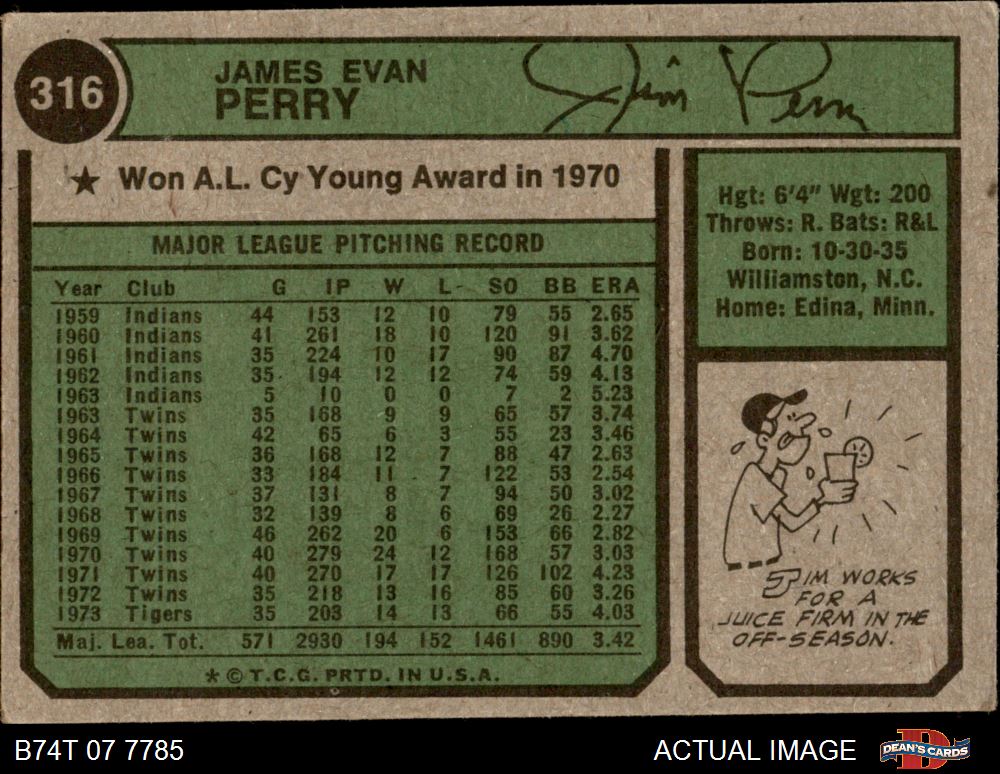 316
JAMES EVAN
PERRY
Jim Perry
★ Won A.L. Cy Young Award in 1970
MAJOR LEAGUE PITCHING RECORD
Year Club G IP W L SO BB ERA
1959 Indians 44 153 12 10 79 55 2.65
1960 Indians 41 261 18 10 120 91 3.62
1961 Indians 35 224 10 17 90 87 4.70
1962 Indians 35 194 12 12 74 59 4.13
1963 Indians 5 10 0 0 7 2 5.23
1963 Twins 35 168 9 9 65 57 3.74
1964 Twins 42 65 6 3 55 23 3.46
1965 Twins 36 168 12 7 88 47 2.63
1966 Twins 33 184 11 7 122 53 2.54
1967 Twins 37 131 8 7 94 50 3.02
1968 Twins 32 139 8 6 69 26 2.27
1969 Twins 46 262 20 6 153 66 2.82
1970 Twins 40 279 24 12 168 57 3.03
1971 Twins 40 270 17 17 126 102 4.23
1972 Twins 35 218 13 16 85 60 3.26
1973 Tigers 35 203 14 13 66 55 4.03
Maj. Lea. Tot. 571 2930 194 152 1461 890 3.42
* © T.C.G. PRTD. IN U.S.A.
Hgt: 6'4" Wgt: 200
Throws: R. Bats: R&L
Born: 10-30-35
Williamston, N.C.
Home: Edina, Minn.
JIM WORKS
FOR A
JUICE FIRM IN THE
OFF-SEASON.
B74T 07 7785
ACTUAL IMAGE
DEAN'S CARDS